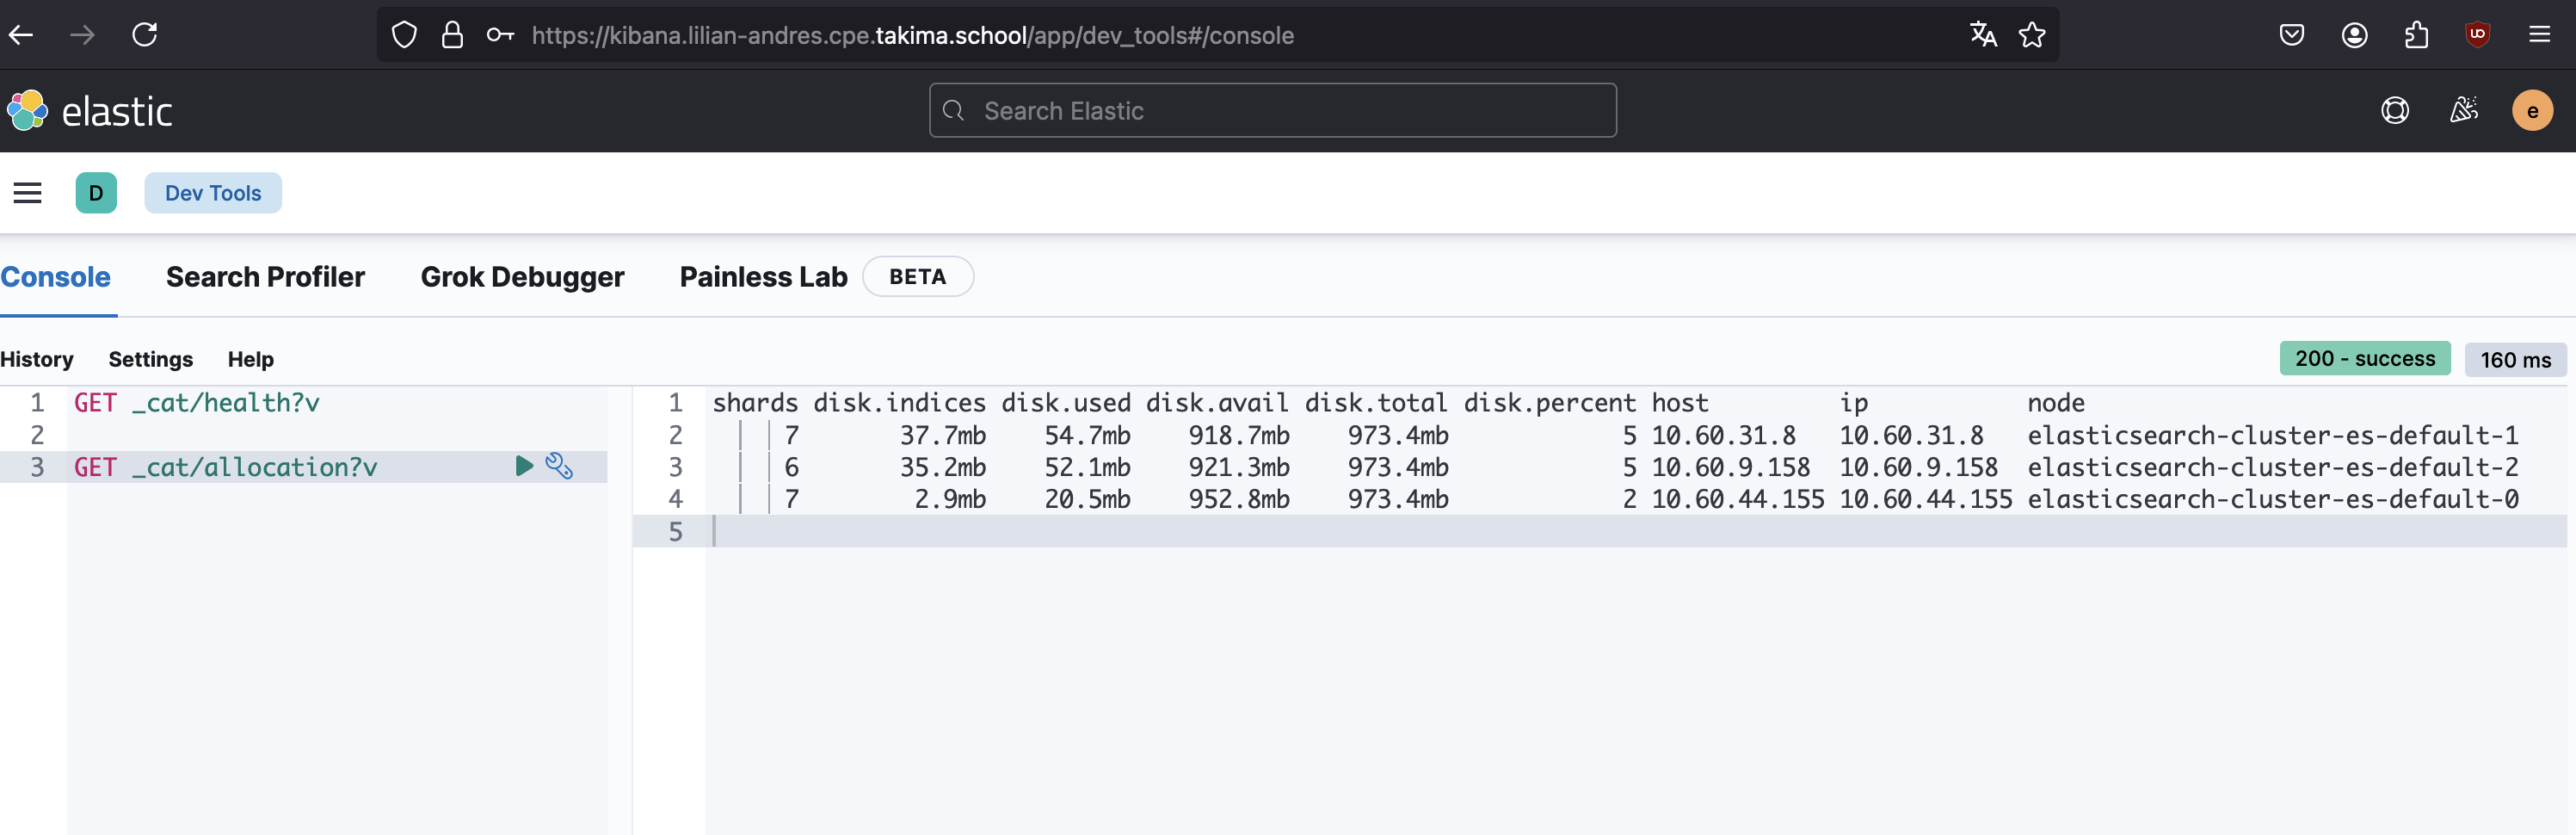 https://kibana.lilian-andres.cpe.takima.school/app/dev_tools#/console
elastic
Search Elastic
e
D
Dev Tools
Console Search Profiler Grok Debugger Painless Lab BETA
History Settings Help
200 - success 160 ms
1 GET _cat/health?v
2
3 GET _cat/allocation?v
1 shards disk.indices disk.used disk.avail disk.total disk.percent host ip node
2 7 37.7mb 54.7mb 918.7mb 973.4mb 5 10.60.31.8 10.60.31.8 elasticsearch-cluster-es-default-1
3 6 35.2mb 52.1mb 921.3mb 973.4mb 5 10.60.9.158 10.60.9.158 elasticsearch-cluster-es-default-2
4 7 2.9mb 20.5mb 952.8mb 973.4mb 2 10.60.44.155 10.60.44.155 elasticsearch-cluster-es-default-0
5